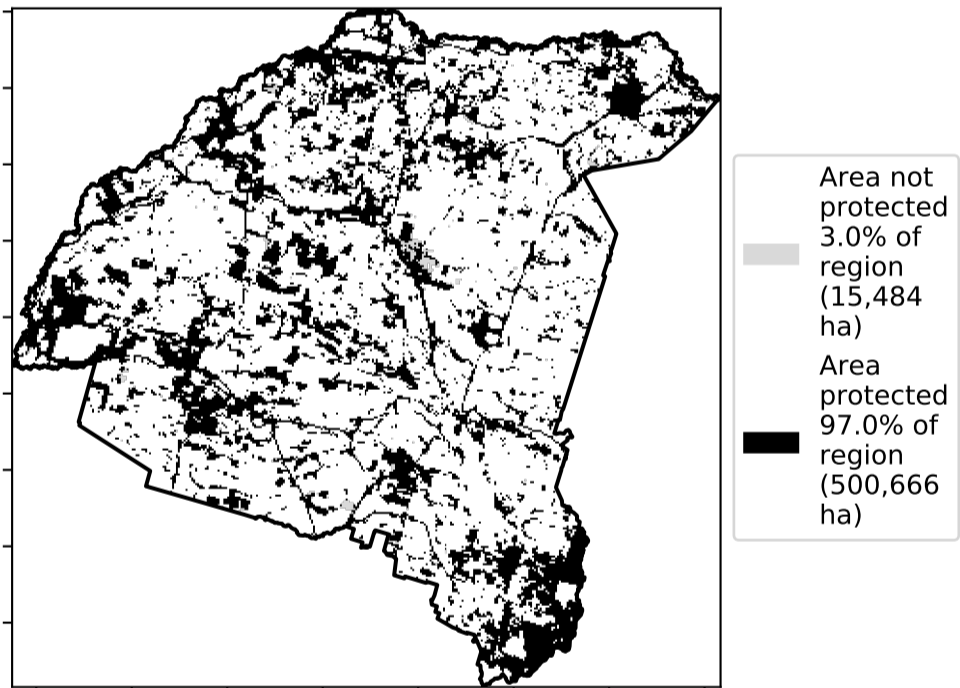 Area not
protected
3.0% of
region
(15,484
ha)
Area
protected
97.0% of
region
(500,666
ha)